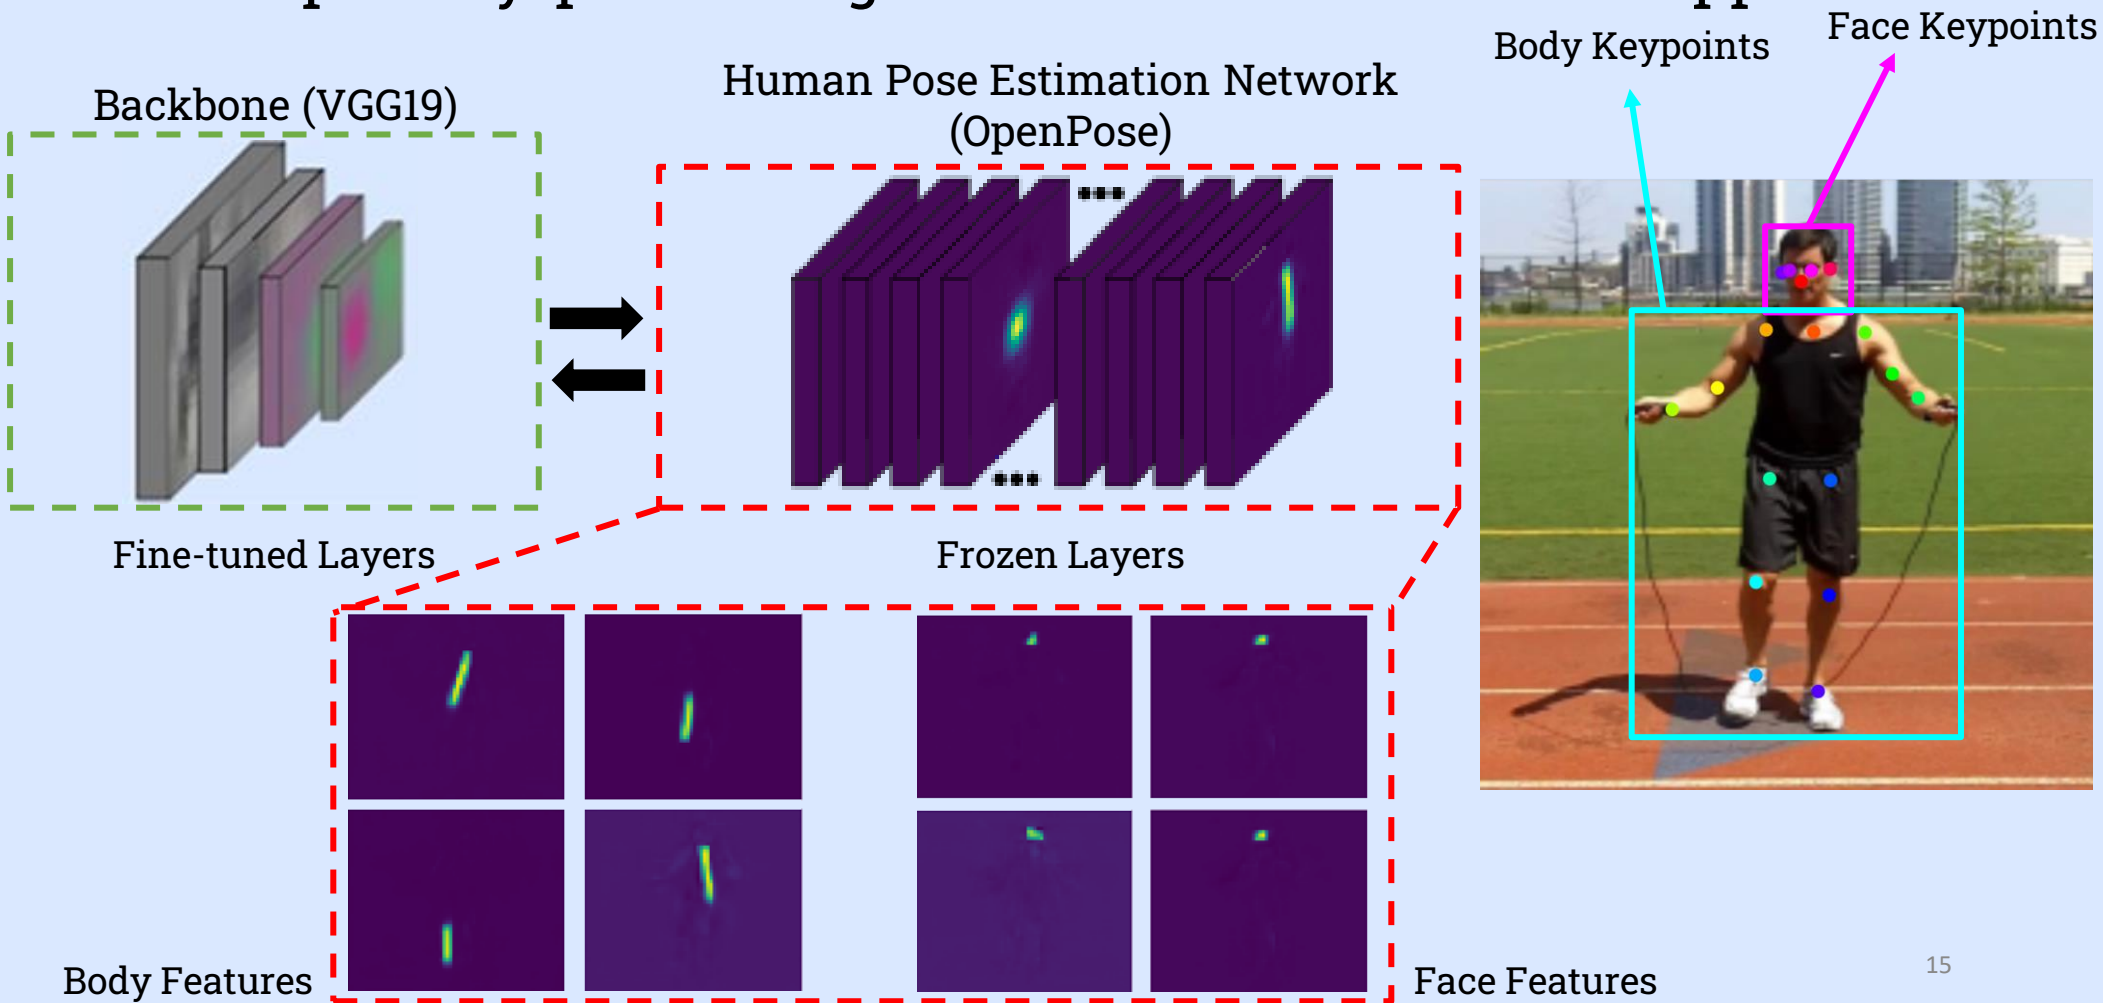 Face Keypoints
Body Keypoints
Human Pose Estimation Network
(OpenPose)
Backbone (VGG19)
Fine-tuned Layers
Frozen Layers
Body Features
Face Features
15